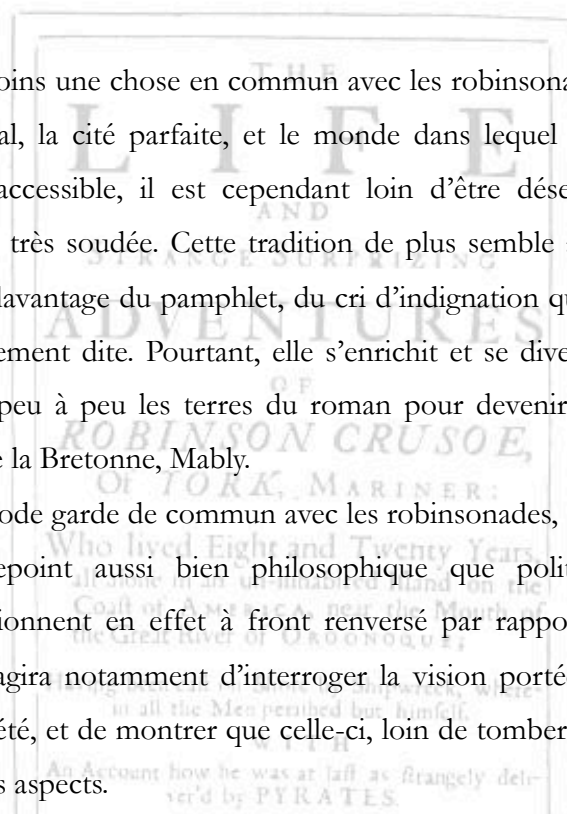 THE
oins une chose en commun avec les robinsona
LIFE
al, la cité parfaite, et le monde dans lequel
accessible, il est cependant loin d'être dése
AND
très soudée. Cette tradition de plus semble
STRANGE SURPRIZING
davantage du pamphlet, du cri d'indignation qu
ADVENTURES
ement dite. Pourtant, elle s'enrichit et se dive
OF
peu à peu les terres du roman pour devenir
ROBINSON CRUSOE,
e la Bretonne, Mably.
Of YORK, MARINER:
ode garde de commun avec les robinsonades,
Who lived Eight and Twenty Years,
epoint aussi bien philosophique que polit
all alone in an un-inhabited Island on the
Coast of AMERICA, near the Mouth of
ionnent en effet à front renversé par rappo
the Great River of OROONOQUE;
agira notamment d'interroger la vision portée
Having been cast on Shore by Shipwreck, where-
in all the Men perished but himself.
été, et de montrer que celle-ci, loin de tomber
WITH
An Account how he was at last as strangely deli-
s aspects.
ver'd by PYRATES.